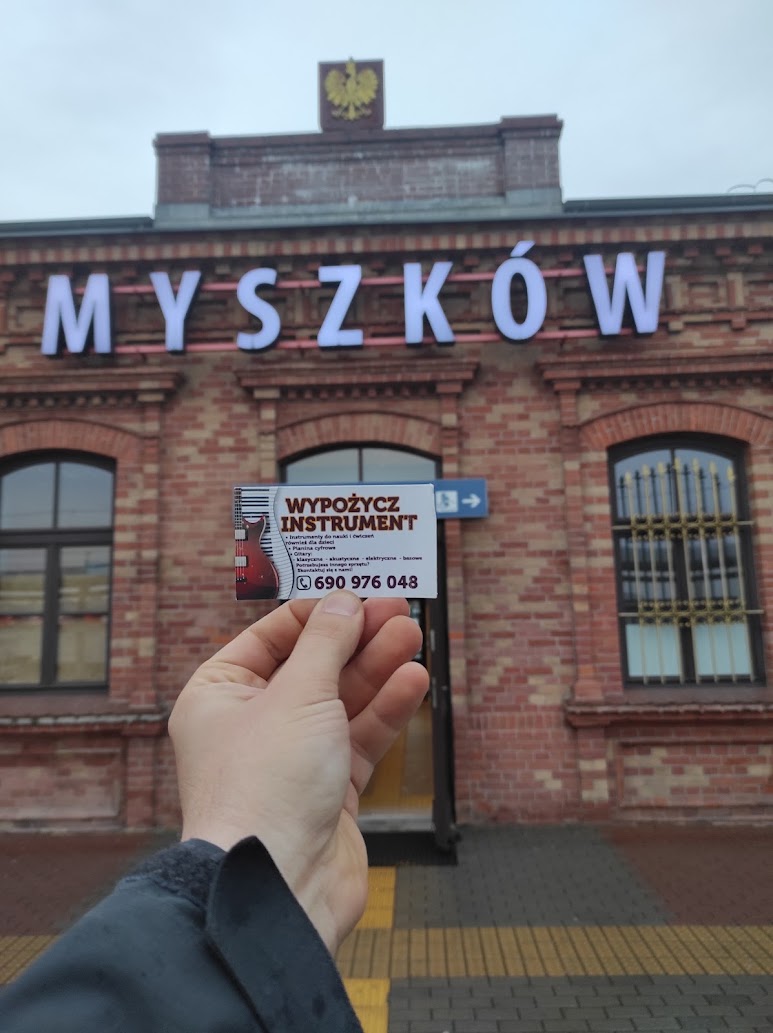 MYSZKÓW
WYPOŻYCZ
INSTRUMENT
• Instrumenty do nauki i ćwiczeń
również dla dzieci
• Pianina cyfrowe
• Gitary:
- klasyczne - akustyczne - elektryczne - basowe
Potrzebujesz innego sprzętu?
Skontaktuj się z nami!
690 976 048